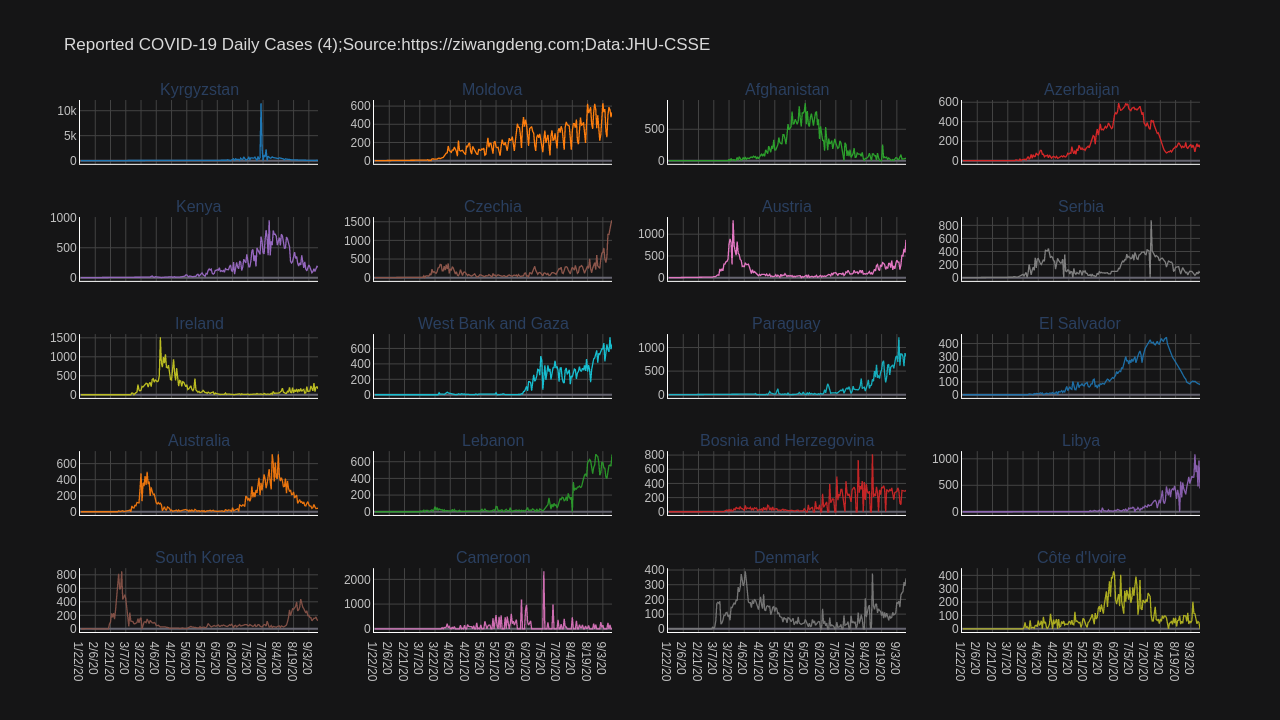 Reported COVID-19 Daily Cases (4);Source:https://ziwangdeng.com;Data:JHU-CSSE
Kyrgyzstan
10k
5k
0
Moldova
600
400
200
0
Afghanistan
500
0
Azerbaijan
600
400
200
0
Kenya
1000
500
0
Czechia
1500
1000
500
0
Austria
1000
500
0
Serbia
800
600
400
200
0
Ireland
1500
1000
500
0
West Bank and Gaza
600
400
200
0
Paraguay
1000
500
0
El Salvador
400
300
200
100
0
Australia
600
400
200
0
Lebanon
600
400
200
0
Bosnia and Herzegovina
800
600
400
200
0
Libya
1000
500
0
South Korea
800
600
400
200
0
Cameroon
2000
1000
0
Denmark
400
300
200
100
0
Côte d'Ivoire
400
300
200
100
0
1/22/20 2/6/20 2/21/20 3/7/20 3/22/20 4/6/20 4/21/20 5/6/20 5/21/20 6/5/20 6/20/20 7/5/20 7/20/20 8/4/20 8/19/20 9/3/20
1/22/20 2/6/20 2/21/20 3/7/20 3/22/20 4/6/20 4/21/20 5/6/20 5/21/20 6/5/20 6/20/20 7/5/20 7/20/20 8/4/20 8/19/20 9/3/20
1/22/20 2/6/20 2/21/20 3/7/20 3/22/20 4/6/20 4/21/20 5/6/20 5/21/20 6/5/20 6/20/20 7/5/20 7/20/20 8/4/20 8/19/20 9/3/20
1/22/20 2/6/20 2/21/20 3/7/20 3/22/20 4/6/20 4/21/20 5/6/20 5/21/20 6/5/20 6/20/20 7/5/20 7/20/20 8/4/20 8/19/20 9/3/20